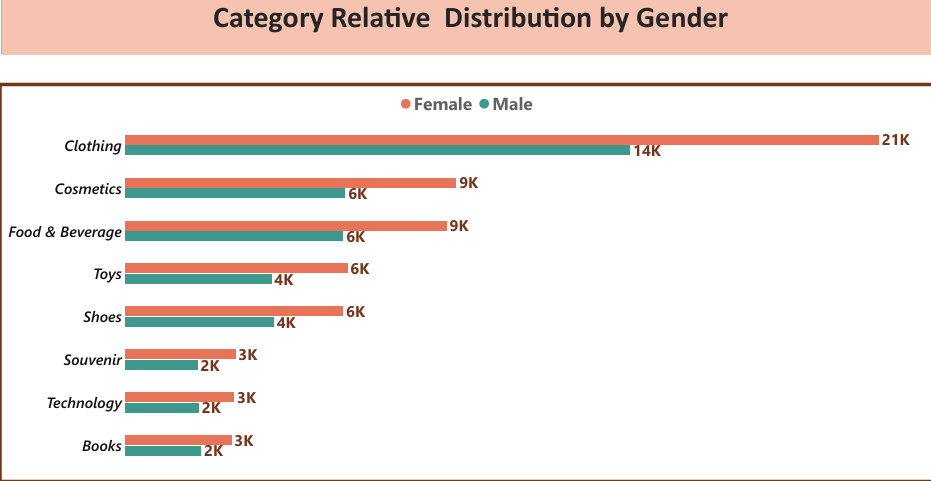 Category Relative  Distribution by Gender
Female Male
Clothing 21K
14K
Cosmetics 9K
6K
Food & Beverage 9K
6K
Toys 6K
4K
Shoes 6K
4K
Souvenir 3K
2K
Technology 3K
2K
Books 3K
2K